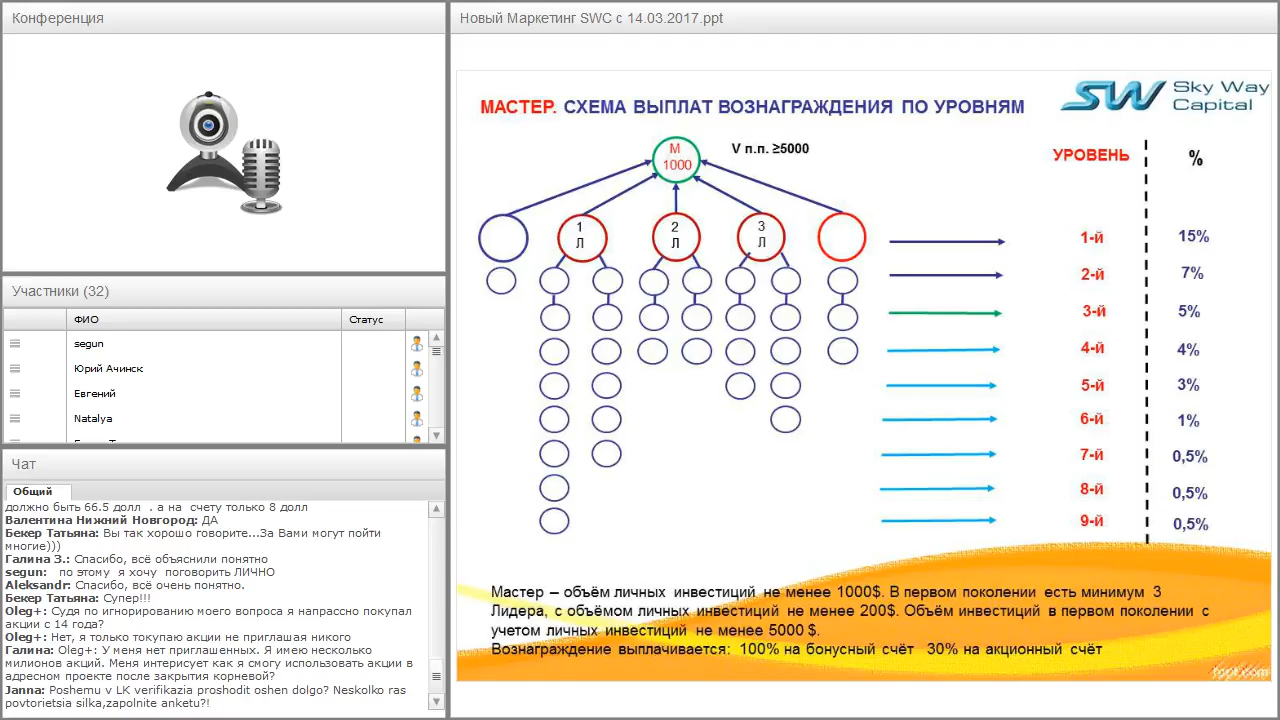 Конференция
Участники (32)
ФИО
Статус
segun
Юрий Ачинск
Евгений
Natalya
Чат
Общий
должно быть 66.5 долл . а на счету только 8 долл
Валентина Нижний Новгород: ДА
Бекер Татьяна: Вы так хорошо говорите...За Вами могут пойти
многие)))
Галина З.: Спасибо, всё объяснили понятно
segun: по этому я хочу поговорить ЛИЧНО
Aleksandr: Спасибо, всё очень понятно.
Бекер Татьяна: Супер!!!
Oleg+: Судя по игнорированию моего вопроса я напрассно покупал
акции с 14 года?
Oleg+: Нет, я только токупаю акции не приглашая никого
Галина: Oleg+: У меня нет приглашенных. Я имею несколько
милионов акций. Меня интерисует как я смогу использовать акции в
адресном проекте после закрытия корневой?
Janna: Poshemu v LK verifikazia proshodit oshen dolgo? Neskolko ras
povtorietsia silka,zapolnite anketu?!
Новый Маркетинг SWC с 14.03.2017.ppt
SW Sky Way
Capital
МАСТЕР. СХЕМА ВЫПЛАТ ВОЗНАГРАЖДЕНИЯ ПО УРОВНЯМ
М
1000
V п.п. ≥5000
УРОВЕНЬ %
1
Л
2
Л
3
Л
1-й 15%
2-й 7%
3-й 5%
4-й 4%
5-й 3%
6-й 1%
7-й 0,5%
8-й 0,5%
9-й 0,5%
Мастер – объём личных инвестиций не менее 1000$. В первом поколении есть минимум 3
Лидера, с объёмом личных инвестиций не менее 200$. Объём инвестиций в первом поколении с
учетом личных инвестиций не менее 5000 $.
Вознаграждение выплачивается: 100% на бонусный счёт 30% на акционный счёт